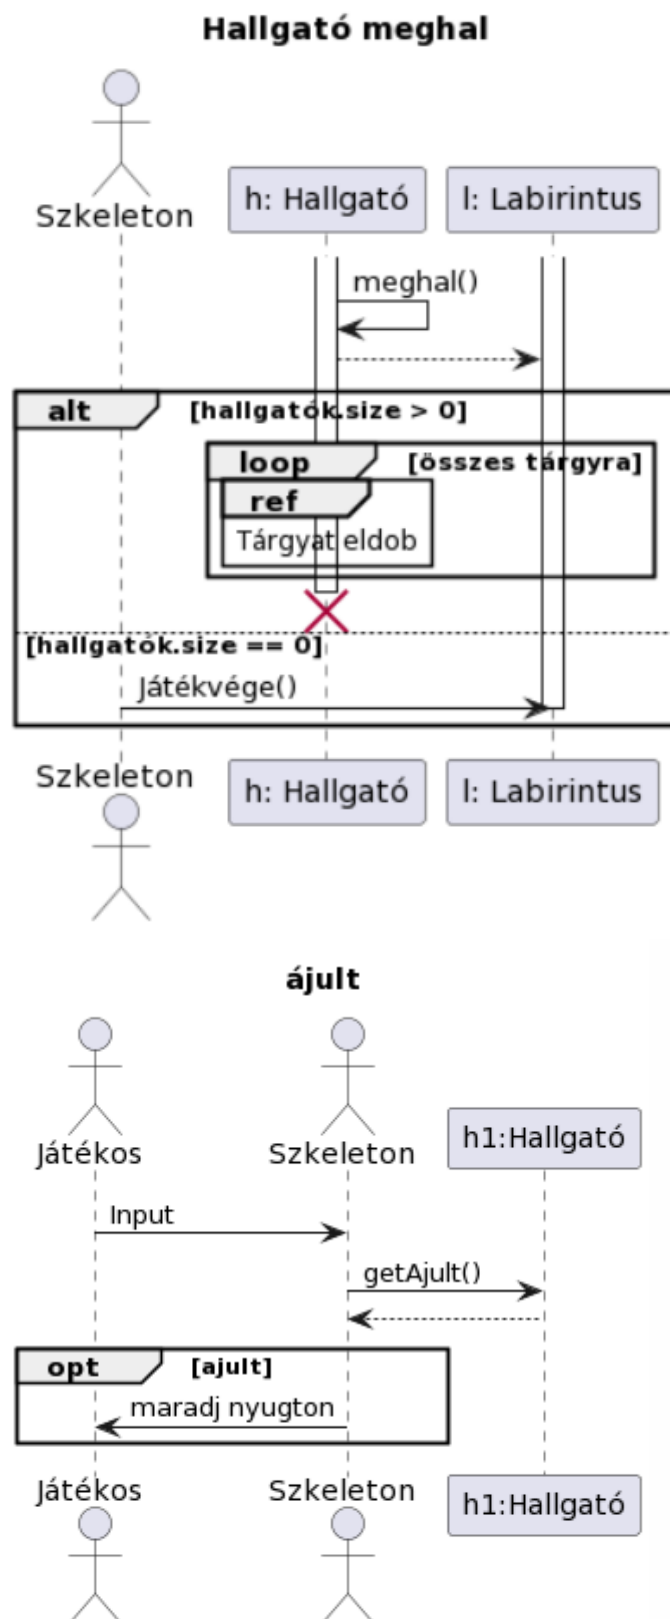 Hallgató meghal
Szkeleton
h: Hallgató
l: Labirintus
meghal()
alt
[hallgatók.size > 0]
loop
[összes tárgyra]
ref
Tárgyat eldob
[hallgatók.size == 0]
Játékvége()
Szkeleton
h: Hallgató
l: Labirintus
ájult
Játékos
Szkeleton
h1:Hallgató
Input
getAjult()
opt
[ajult]
maradj nyugton
Játékos
Szkeleton
h1:Hallgató